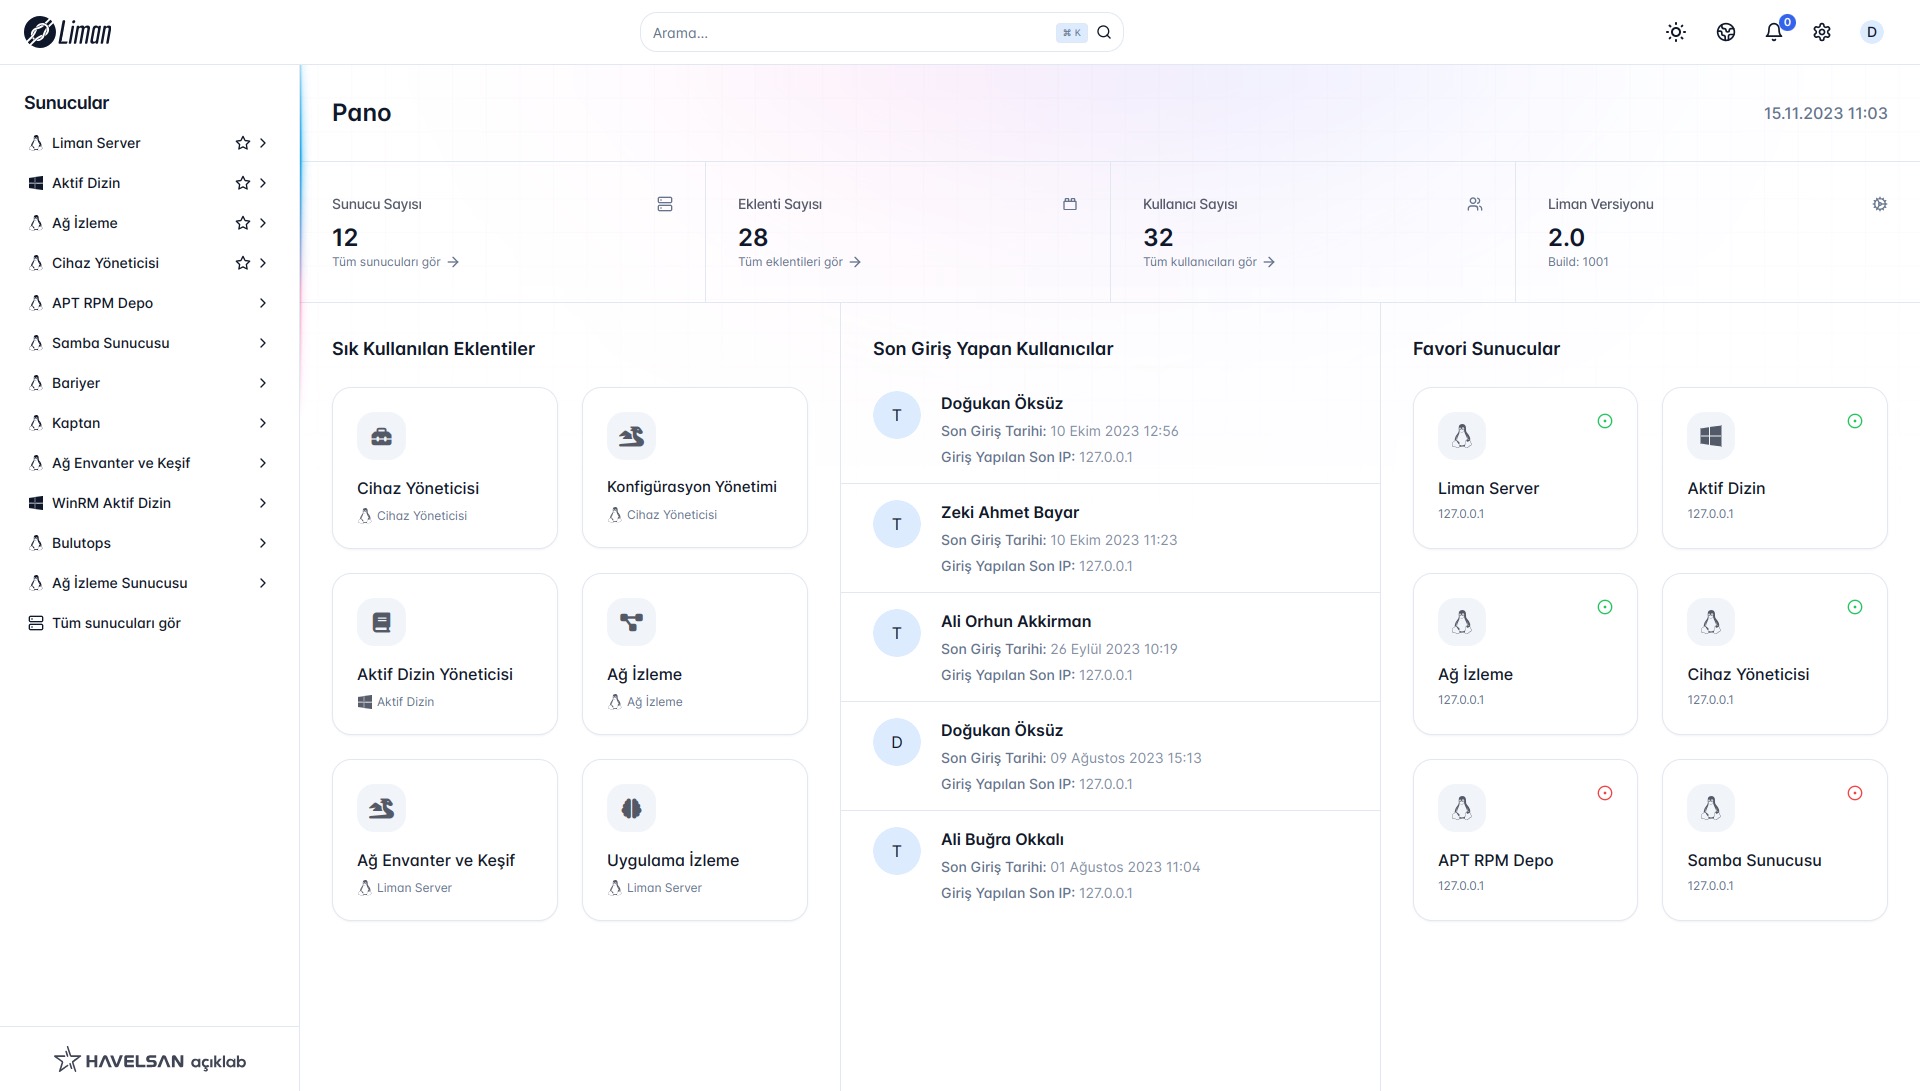 Liman
Arama...
⌘ K
0
D
Sunucular
Liman Server
Aktif Dizin
Ağ İzleme
Cihaz Yöneticisi
APT RPM Depo
Samba Sunucusu
Bariyer
Kaptan
Ağ Envanter ve Keşif
WinRM Aktif Dizin
Bulutops
Ağ İzleme Sunucusu
Tüm sunucuları gör
HAVELSAN açıklab
Pano
15.11.2023 11:03
Sunucu Sayısı
12
Tüm sunucuları gör
Eklenti Sayısı
28
Tüm eklentileri gör
Kullanıcı Sayısı
32
Tüm kullanıcıları gör
Liman Versiyonu
2.0
Build: 1001
Sık Kullanılan Eklentiler
Cihaz Yöneticisi
Cihaz Yöneticisi
Konfigürasyon Yönetimi
Cihaz Yöneticisi
Aktif Dizin Yöneticisi
Aktif Dizin
Ağ İzleme
Ağ İzleme
Ağ Envanter ve Keşif
Liman Server
Uygulama İzleme
Liman Server
Son Giriş Yapan Kullanıcılar
T
Doğukan Öksüz
Son Giriş Tarihi: 10 Ekim 2023 12:56
Giriş Yapılan Son IP: 127.0.0.1
T
Zeki Ahmet Bayar
Son Giriş Tarihi: 10 Ekim 2023 11:23
Giriş Yapılan Son IP: 127.0.0.1
T
Ali Orhun Akkirman
Son Giriş Tarihi: 26 Eylül 2023 10:19
Giriş Yapılan Son IP: 127.0.0.1
D
Doğukan Öksüz
Son Giriş Tarihi: 09 Ağustos 2023 15:13
Giriş Yapılan Son IP: 127.0.0.1
T
Ali Buğra Okkalı
Son Giriş Tarihi: 01 Ağustos 2023 11:04
Giriş Yapılan Son IP: 127.0.0.1
Favori Sunucular
Liman Server
127.0.0.1
Aktif Dizin
127.0.0.1
Ağ İzleme
127.0.0.1
Cihaz Yöneticisi
127.0.0.1
APT RPM Depo
127.0.0.1
Samba Sunucusu
127.0.0.1